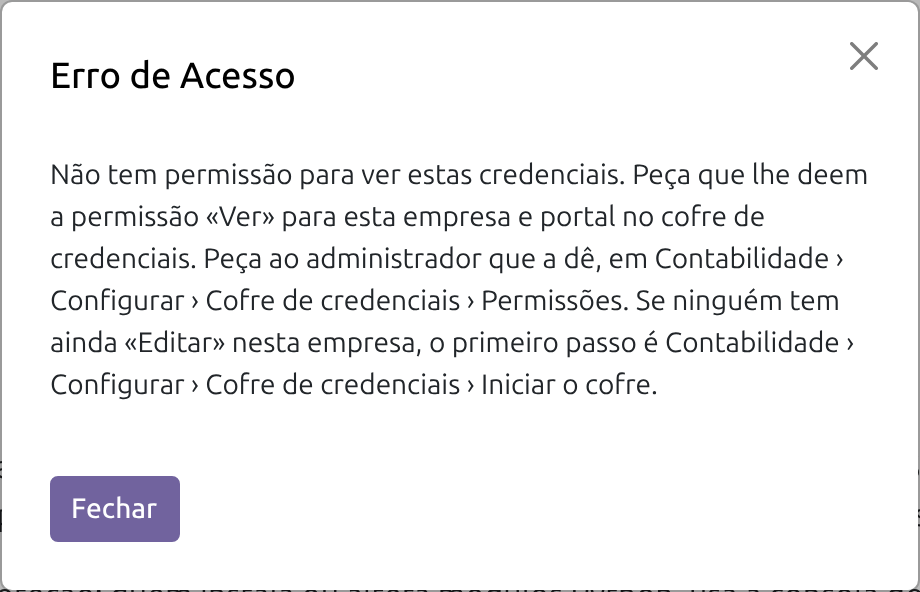 Erro de Acesso
Não tem permissão para ver estas credenciais. Peça que lhe deem
a permissão «Ver» para esta empresa e portal no cofre de
credenciais. Peça ao administrador que a dê, em Contabilidade ›
Configurar › Cofre de credenciais › Permissões. Se ninguém tem
ainda «Editar» nesta empresa, o primeiro passo é Contabilidade ›
Configurar › Cofre de credenciais › Iniciar o cofre.
Fechar